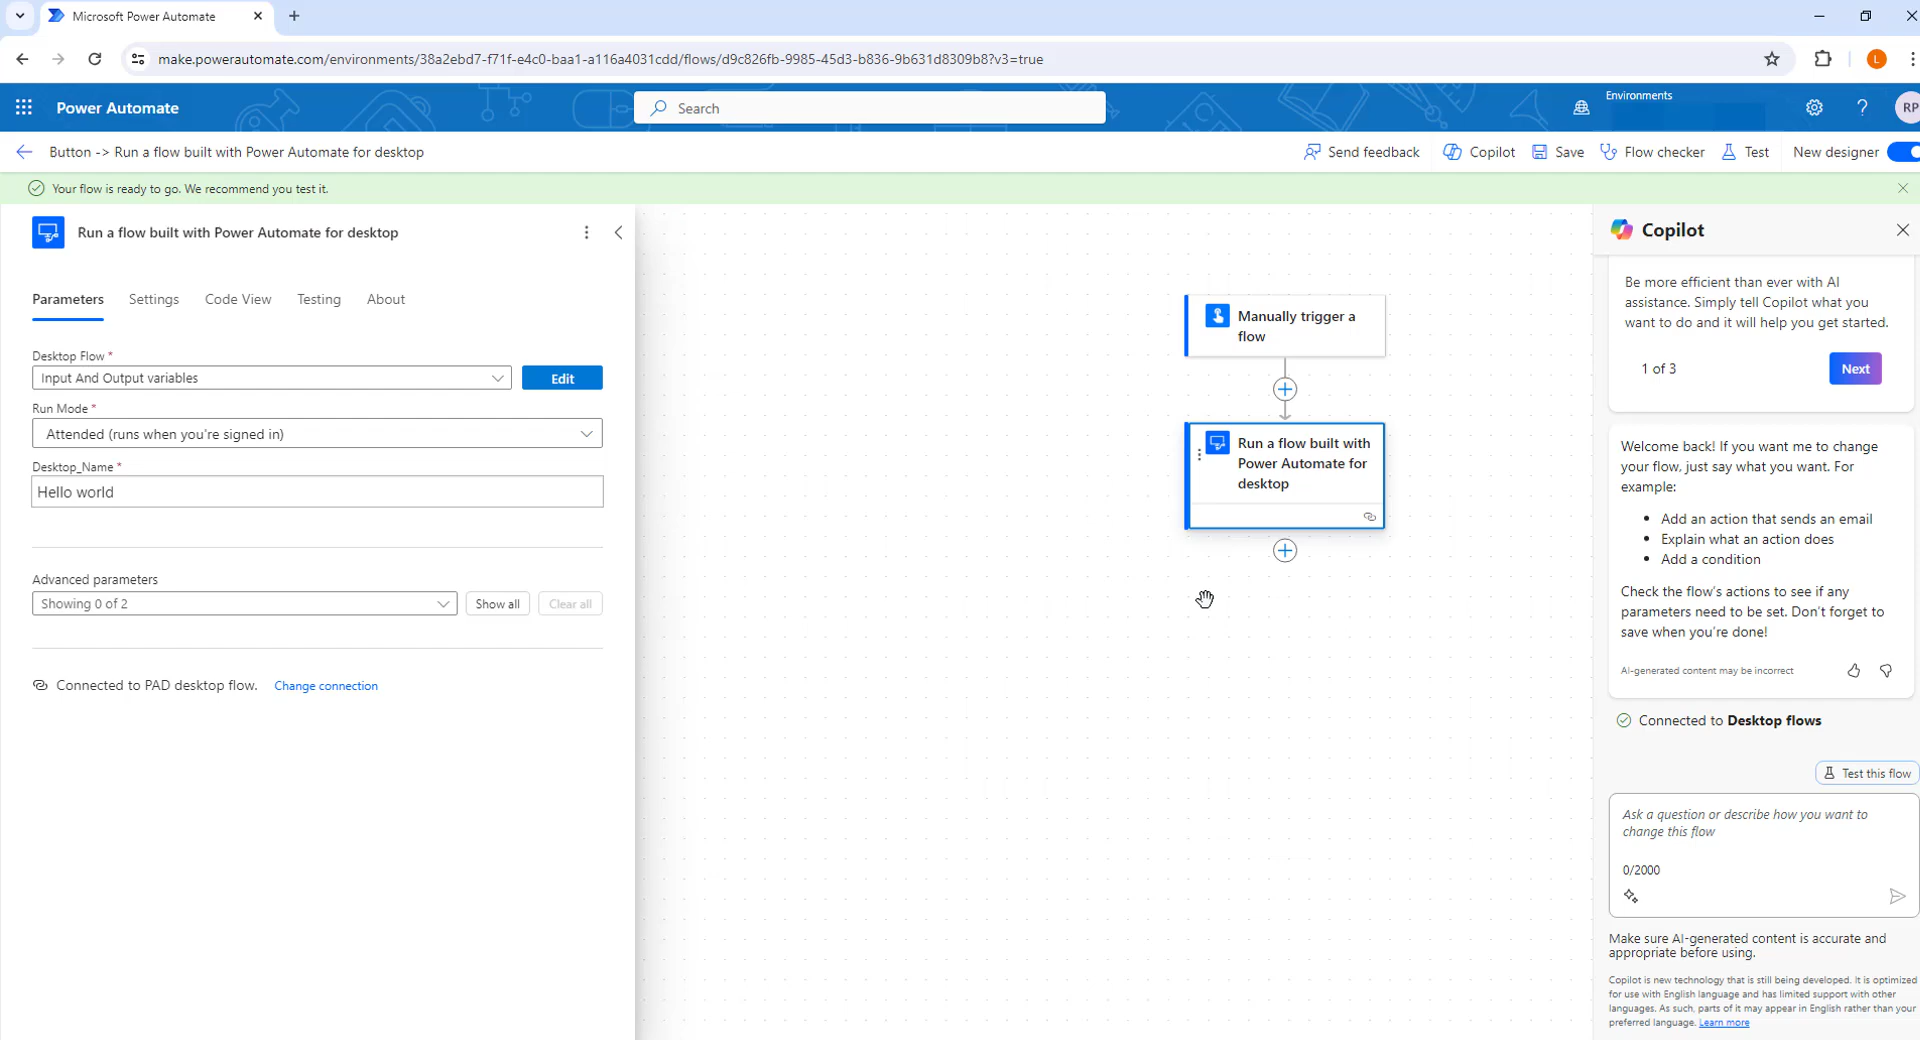 Microsoft Power Automate
make.powerautomate.com/environments/38a2ebd7-f71f-e4c0-baa1-a116a4031cdd/flows/d9c826fb-9985-45d3-b836-9b631d8309b8?v3=true
L
Power Automate
Search
Environments
?
RP
Button -> Run a flow built with Power Automate for desktop
Send feedback
Copilot
Save
Flow checker
Test
New designer
Your flow is ready to go. We recommend you test it.
Run a flow built with Power Automate for desktop
Parameters
Settings
Code View
Testing
About
Desktop Flow *
Input And Output variables
Edit
Run Mode *
Attended (runs when you're signed in)
Desktop_Name *
Hello world
Advanced parameters
Showing 0 of 2
Show all
Clear all
Connected to PAD desktop flow.
Change connection
Manually trigger a
flow
Run a flow built with
Power Automate for
desktop
Copilot
Be more efficient than ever with AI
assistance. Simply tell Copilot what you
want to do and it will help you get started.
1 of 3
Next
Welcome back! If you want me to change
your flow, just say what you want. For
example:
• Add an action that sends an email
• Explain what an action does
• Add a condition
Check the flow's actions to see if any
parameters need to be set. Don't forget to
save when you're done!
AI-generated content may be incorrect
Connected to Desktop flows
Test this flow
Ask a question or describe how you want to
change this flow
0/2000
Make sure AI-generated content is accurate and
appropriate before using.
Copilot is new technology that is still being developed. It is optimized
for use with English language and has limited support with other
languages. As such, parts of it may appear in English rather than your
preferred language. Learn more